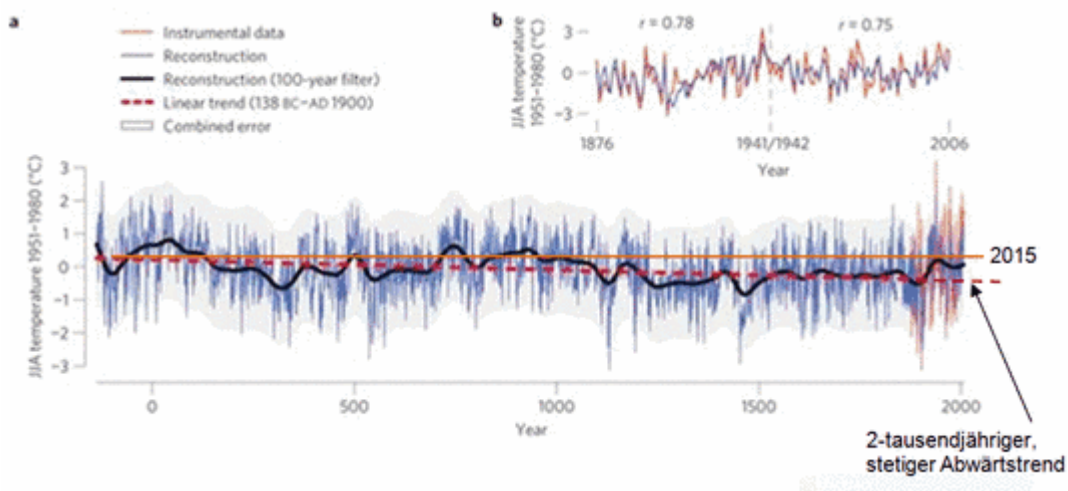 a
Instrumental data
Reconstruction
Reconstruction (100-year filter)
Linear trend (138 BC–AD 1900)
Combined error
b
r = 0.78
r = 0.75
JJA temperature
1951–1980 (°C)
3
0
−3
1876
1941/1942
2006
Year
JJA temperature 1951–1980 (°C)
3
2
1
0
−1
−2
−3
2015
0
500
1000
1500
2000
Year
2-tausendjähriger,
stetiger Abwärtstrend